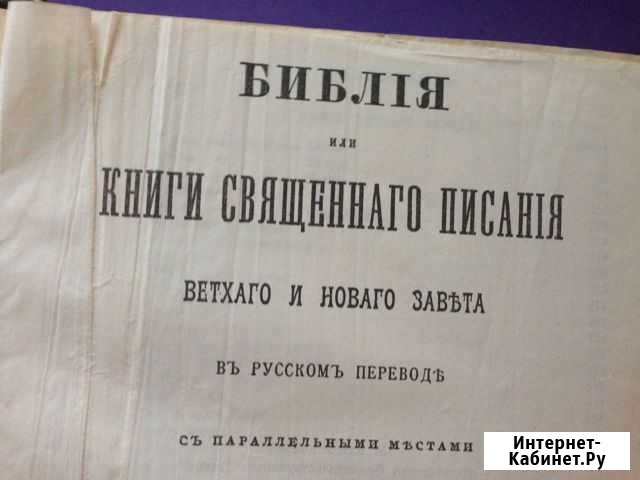 БИБЛІЯ
или
КНИГИ СВЯЩЕННАГО ПИСАНІЯ
ВЕТХАГО И НОВАГО ЗАВѢТА
ВЪ РУССКОМЪ ПЕРЕВОДѢ
СЪ ПАРАЛЛЕЛЬНЫМИ МѢСТАМИ
Интернет-
Кабинет.Ру